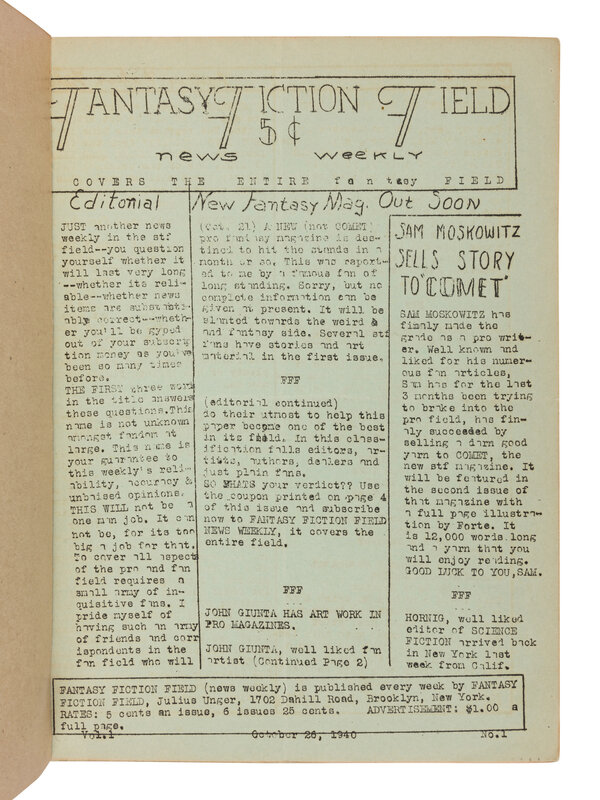 FANTASY FICTION FIELD
5¢
news weekly
COVERS THE ENTIRE fantasy FIELD
Editorial
JUST another news
weekly in the stf
field--you question
yourself whether it
will last very long
--whether its reli-
able--whether news
items are substanti-
ably correct--wheth-
er you'll be gyped
out of your subscrip
tion money as you've
been so many times
before.
THE FIRST three words
in the title answers
these questions.This
name is not unknown
amongst fandom at
large. This name is
your guarantee to
this weekly's reli-
ability, accuracy &
unbaised opinions.
THIS WILL not be a
one man job. It can
not be, for its too
big a job for that.
To cover all aspects
of the pro and fan
field requires a
small army of in-
quisitive fans. I
pride myself of
having such an army
of friends and corr
ispondents in the
fan field who will
New Fantasy Mag. Out Soon
(Oct. 21) A NEW (not COMET)
pro fantasy magazine is des-
tined to hit the stands in a
month or so. This was report-
ed to me by a famous fan of
long standing. Sorry, but no
complete information can be
given at present. It will be
slanted towards the weird &
and fantasy side. Several stf
fans have stories and art
material in the first issue.
FFF
(editorial continued)
do their utmost to help this
paper become one of the best
in its field. In this class-
ification falls editors, ar-
tists, authors, dealers and
just plain fans.
SO WHATS your verdict?? Use
the coupon printed on page 4
of this issue and subscribe
now to FANTASY FICTION FIELD
NEWS WEEKLY, it covers the
entire field.
FFF
JOHN GIUNTA HAS ART WORK IN
PRO MAGAZINES.
JOHN GIUNTA, well liked fan
artist (Continued Page 2)
SAM MOSKOWITZ
SELLS STORY
TO "COMET"
SAM MOSKOWITZ has
finaly made the
grade as a pro writ-
er. Well known and
liked for his numer-
ous fan articles,
Sam has for the last
3 months been trying
to brake into the
pro field, has fin-
aly succeeded by
selling a darn good
yarn to COMET, the
new stf magazine. It
will be featured in
the second issue of
that magazine with
a full page illustra-
tion by Forte. It
is 12,000 words long
and a yarn that you
will enjoy reading.
GOOD LUCK TO YOU,SAM.
FFF
HORNIG, well liked
editor of SCIENCE
FICTION arrived back
in New York last
week from Calif.
FANTASY FICTION FIELD (news weekly) is published every week by FANTASY
FICTION FIELD, Julius Unger, 1702 Dahill Road, Brooklyn, New York.
RATES: 5 cents an issue, 6 issues 25 cents. ADVERTISEMENT: $1.00 a
full page.
Vol.1 October 26, 1940 No.1